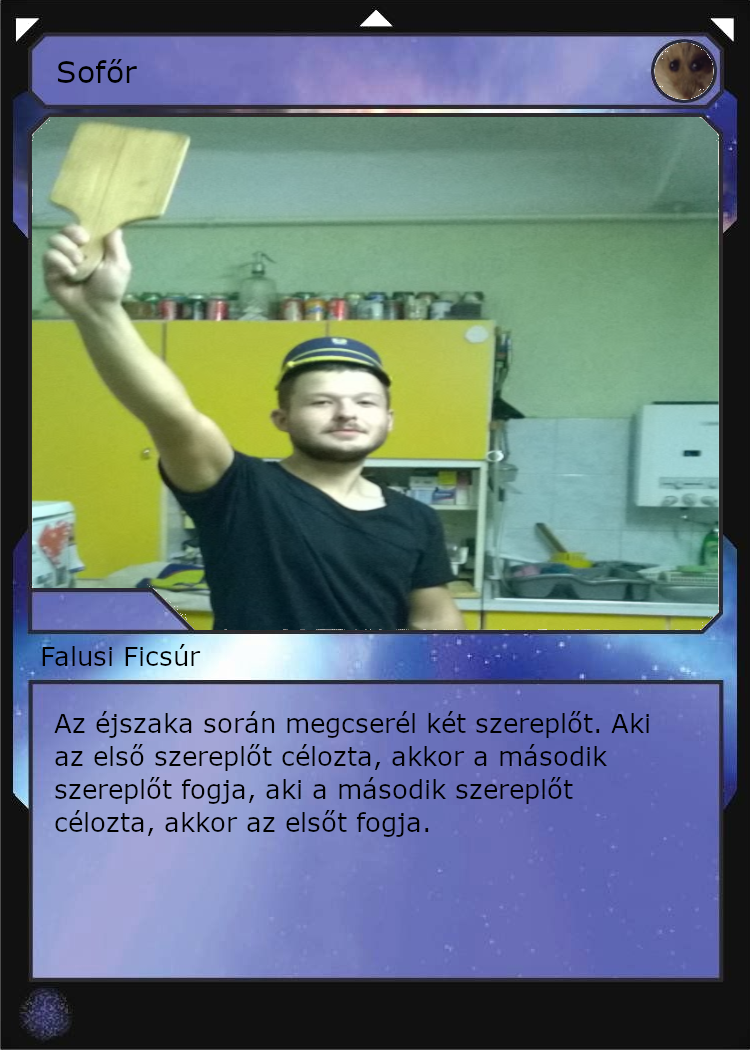 Sofőr
Falusi Ficsúr
Az éjszaka során megcserél két szereplőt. Aki
az első szereplőt célozta, akkor a második
szereplőt fogja, aki a második szereplőt
célozta, akkor az elsőt fogja.